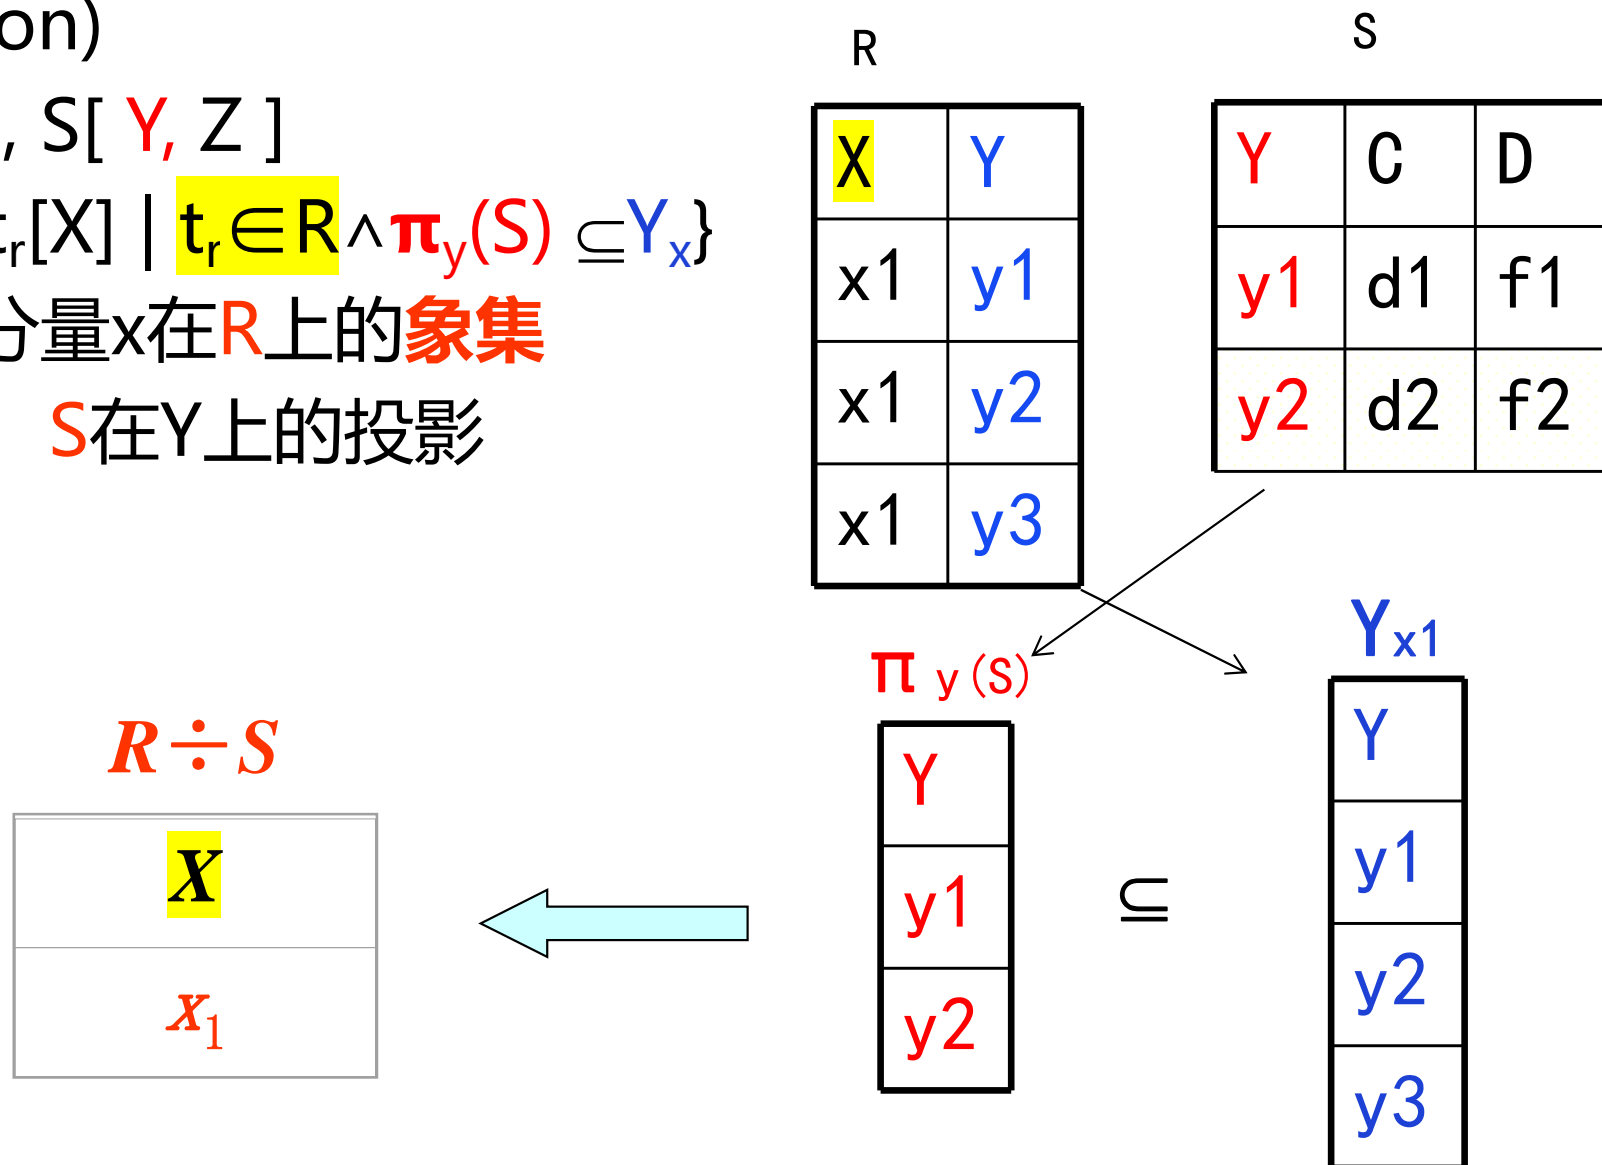 on)
, S[ Y, Z ]
r[X] | tr∈R∧πy(S) ⊆Yx}
分量x在R上的象集
S在Y上的投影
R
X Y
x1 y1
x1 y2
x1 y3
S
Y C D
y1 d1 f1
y2 d2 f2
π y(S)
Y
y1
y2
⊆
Yx1
Y
y1
y2
y3
R÷S
X
x1